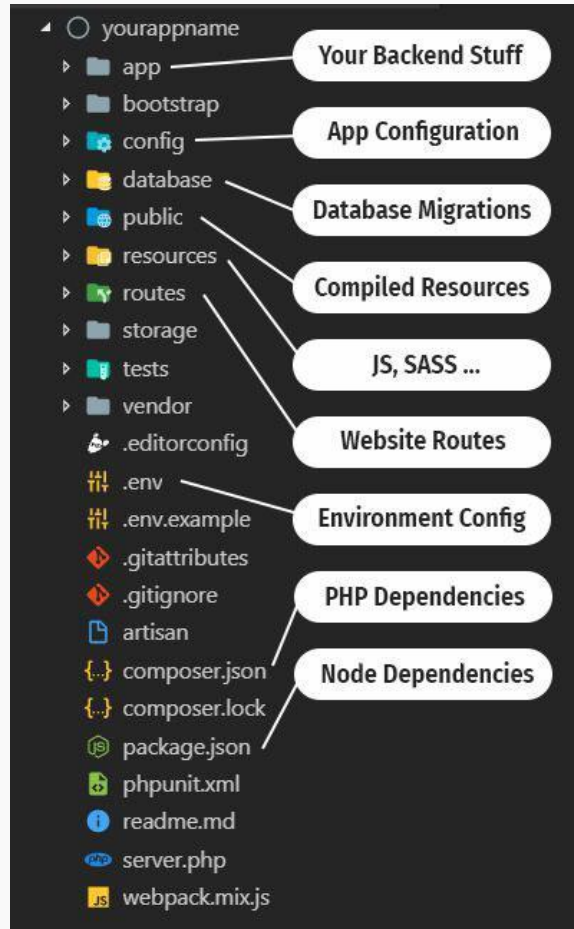 yourappname
app
Your Backend Stuff
bootstrap
config
App Configuration
database
Database Migrations
public
Compiled Resources
resources
JS, SASS ...
routes
Website Routes
storage
tests
vendor
.editorconfig
.env
Environment Config
.env.example
.gitattributes
.gitignore
artisan
composer.json
PHP Dependencies
composer.lock
package.json
Node Dependencies
phpunit.xml
readme.md
php
server.php
JS
webpack.mix.js